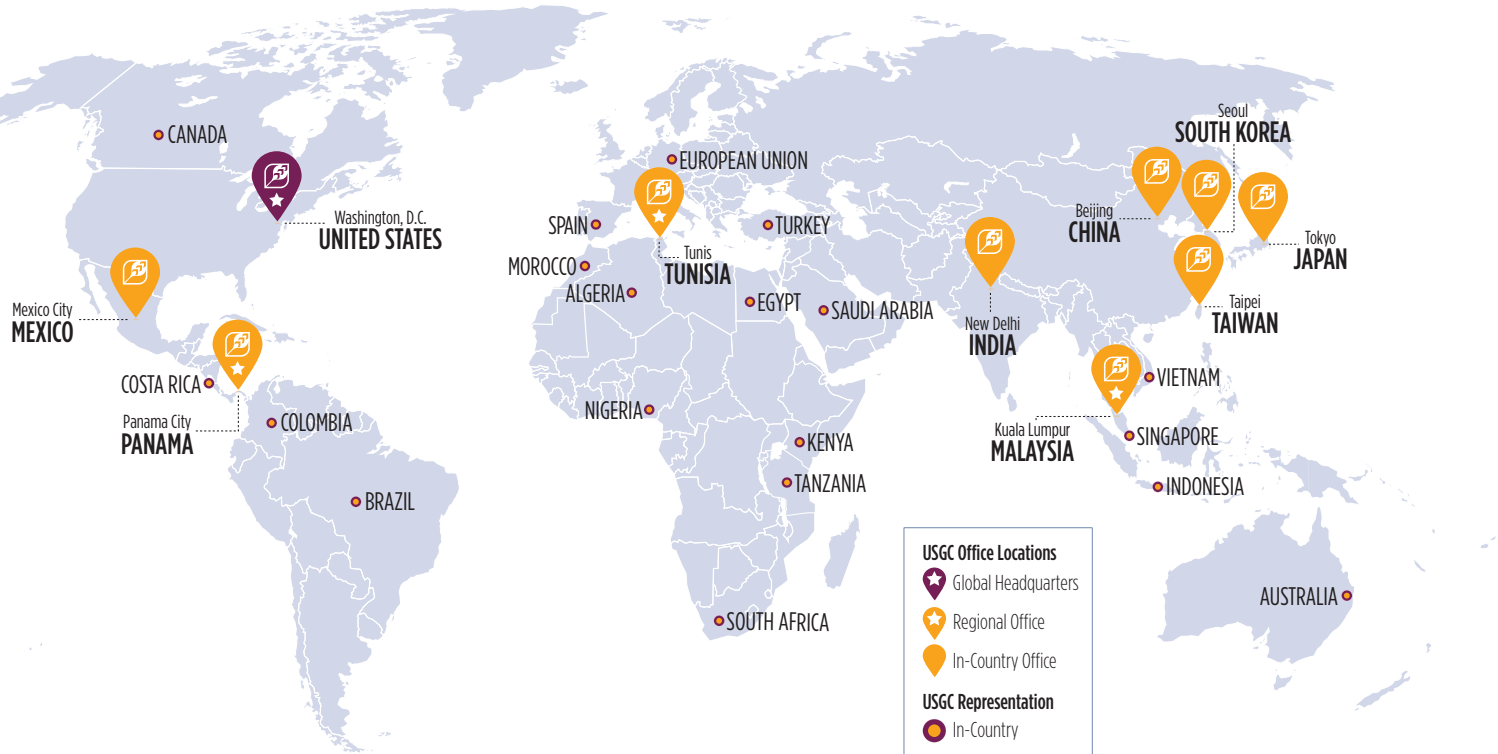 CANADA
Washington, D.C.
UNITED STATES
Mexico City
MEXICO
COSTA RICA
Panama City
PANAMA
COLOMBIA
BRAZIL
EUROPEAN UNION
SPAIN
TURKEY
MOROCCO
Tunis
TUNISIA
ALGERIA
EGYPT
SAUDI ARABIA
NIGERIA
KENYA
TANZANIA
SOUTH AFRICA
New Delhi
INDIA
Seoul
SOUTH KOREA
Beijing
CHINA
Tokyo
JAPAN
Taipei
TAIWAN
VIETNAM
Kuala Lumpur
MALAYSIA
SINGAPORE
INDONESIA
AUSTRALIA
USGC Office Locations
Global Headquarters
Regional Office
In-Country Office
USGC Representation
In-Country